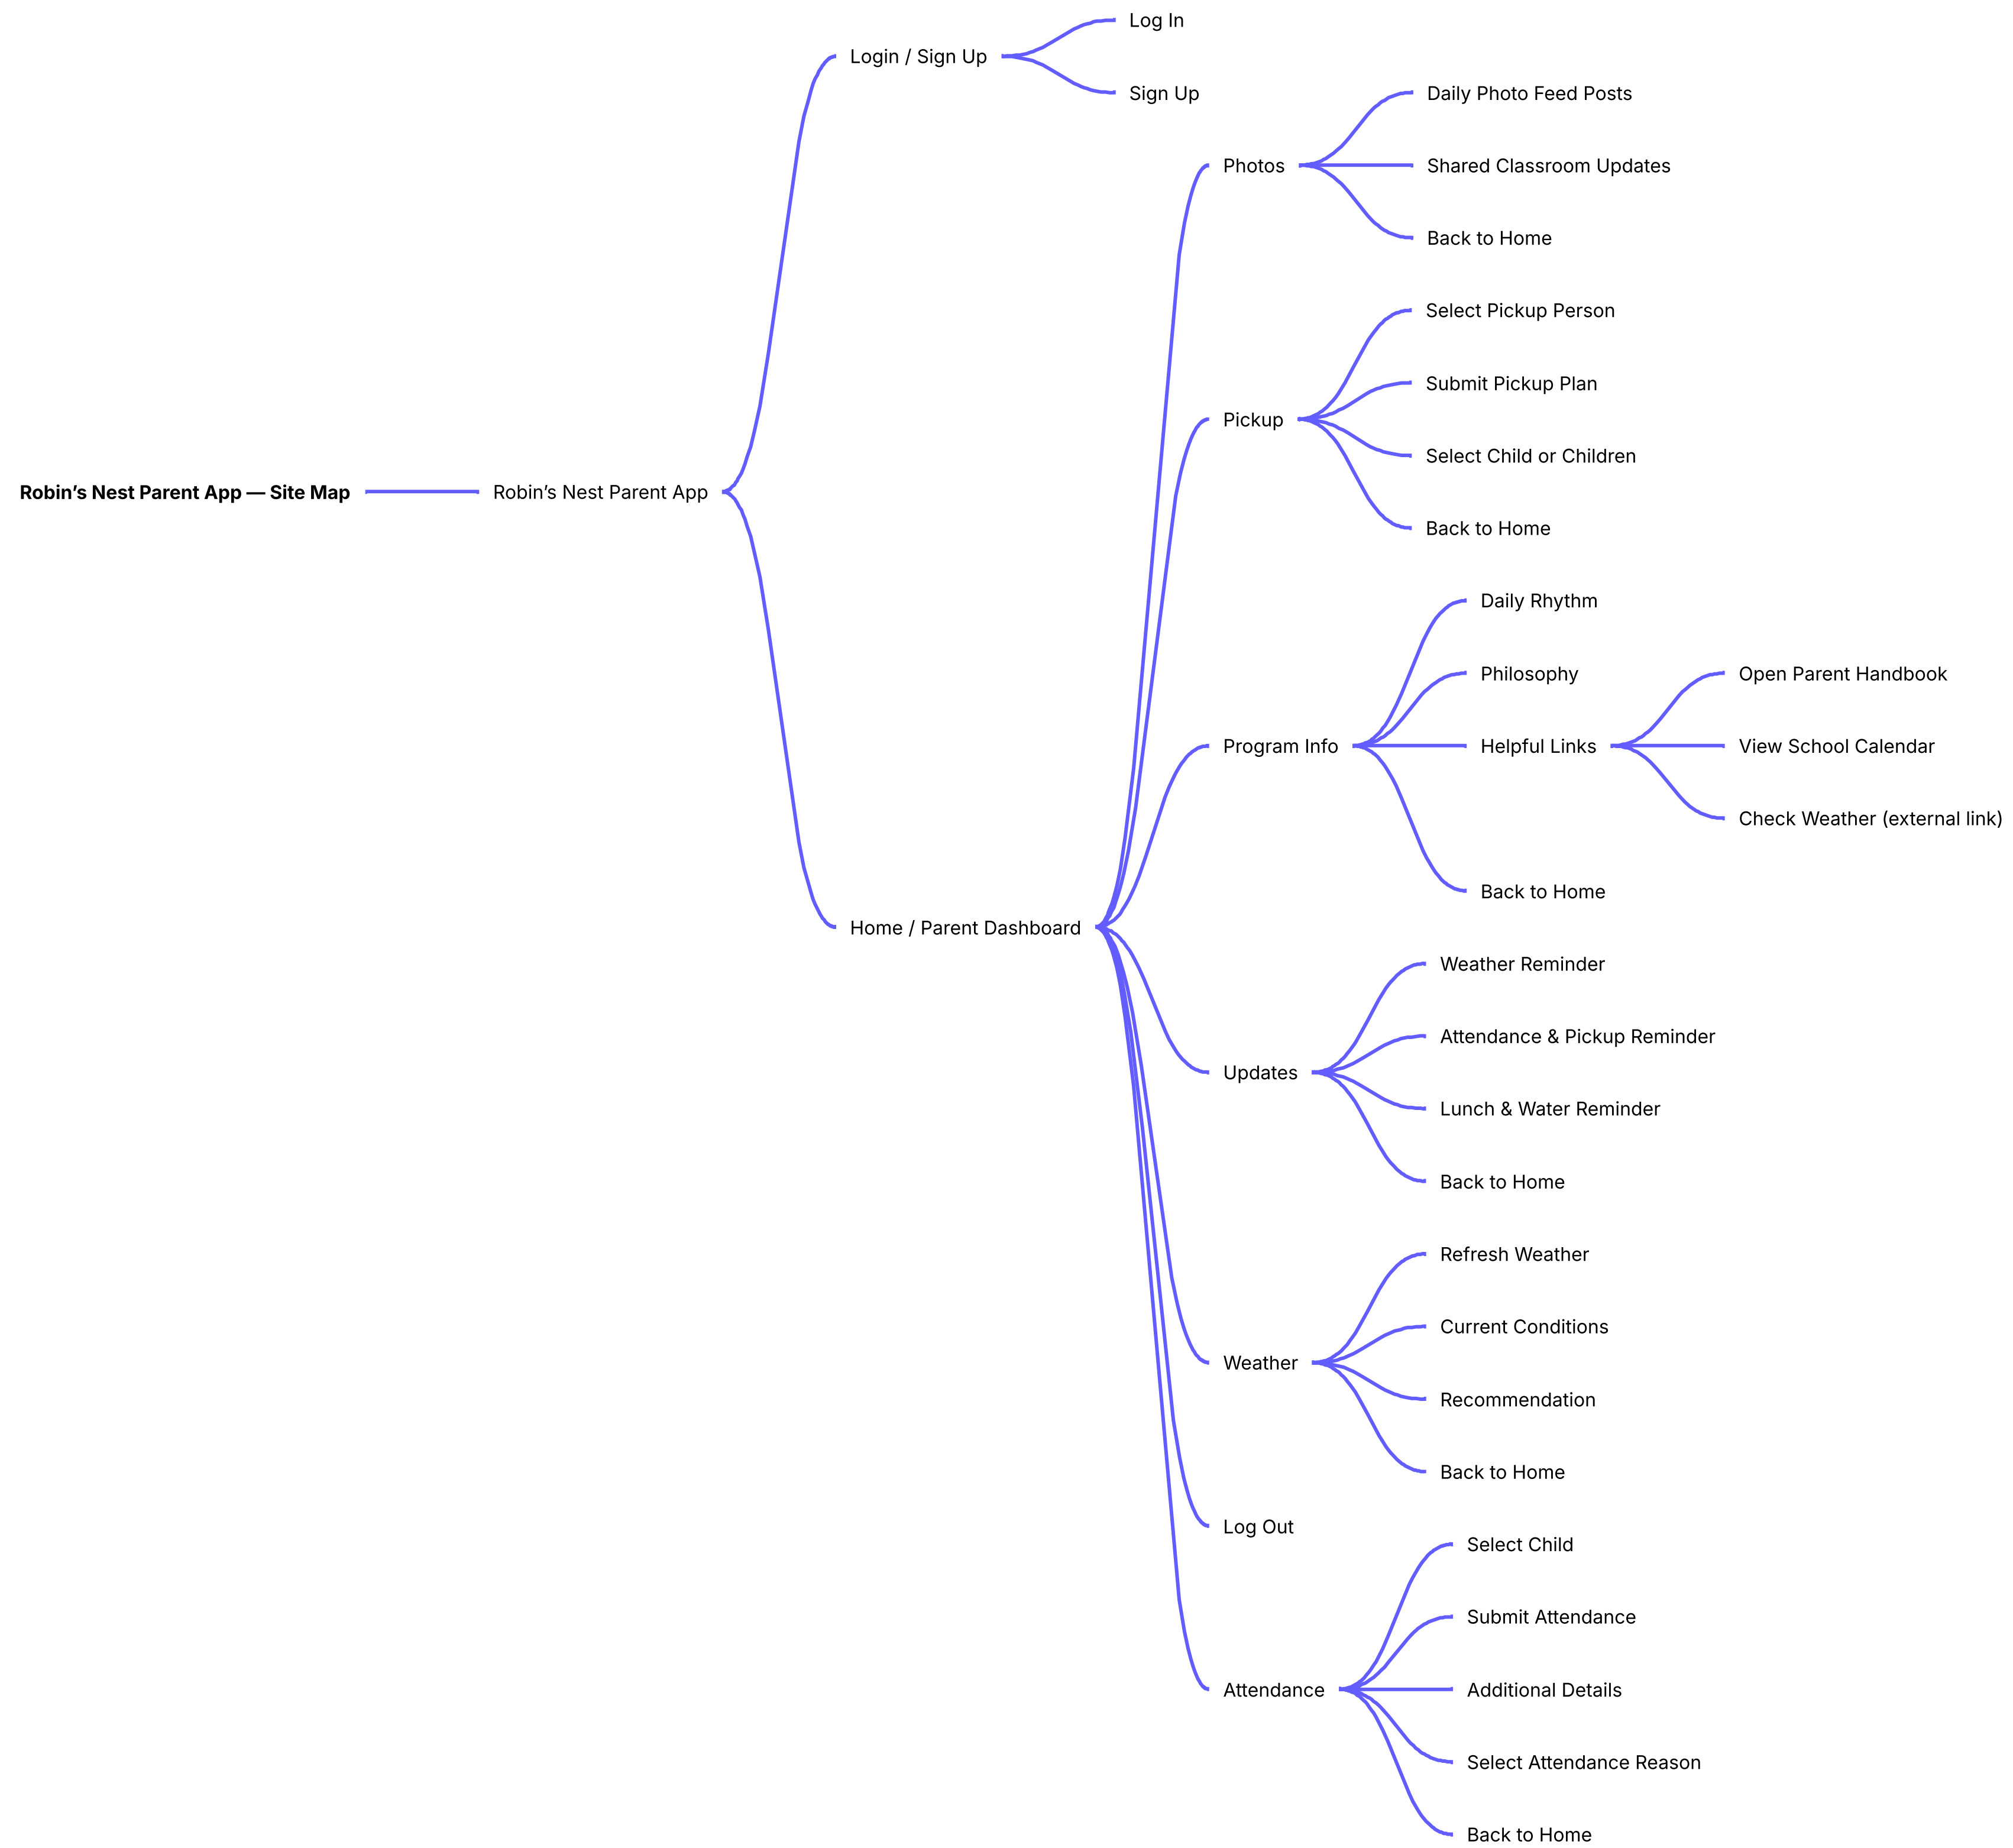 Robin’s Nest Parent App — Site Map
Robin’s Nest Parent App
Login / Sign Up
Log In
Sign Up
Home / Parent Dashboard
Photos
Daily Photo Feed Posts
Shared Classroom Updates
Back to Home
Pickup
Select Pickup Person
Submit Pickup Plan
Select Child or Children
Back to Home
Program Info
Daily Rhythm
Philosophy
Helpful Links
Open Parent Handbook
View School Calendar
Check Weather (external link)
Back to Home
Updates
Weather Reminder
Attendance & Pickup Reminder
Lunch & Water Reminder
Back to Home
Weather
Refresh Weather
Current Conditions
Recommendation
Back to Home
Log Out
Attendance
Select Child
Submit Attendance
Additional Details
Select Attendance Reason
Back to Home